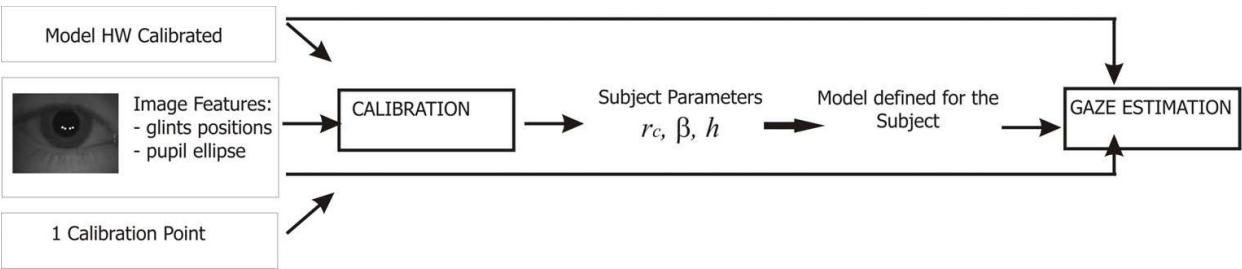 Model HW Calibrated
Image Features:
- glints positions
- pupil ellipse
1 Calibration Point
CALIBRATION
Subject Parameters
rc, β, h
Model defined for the
Subject
GAZE ESTIMATION